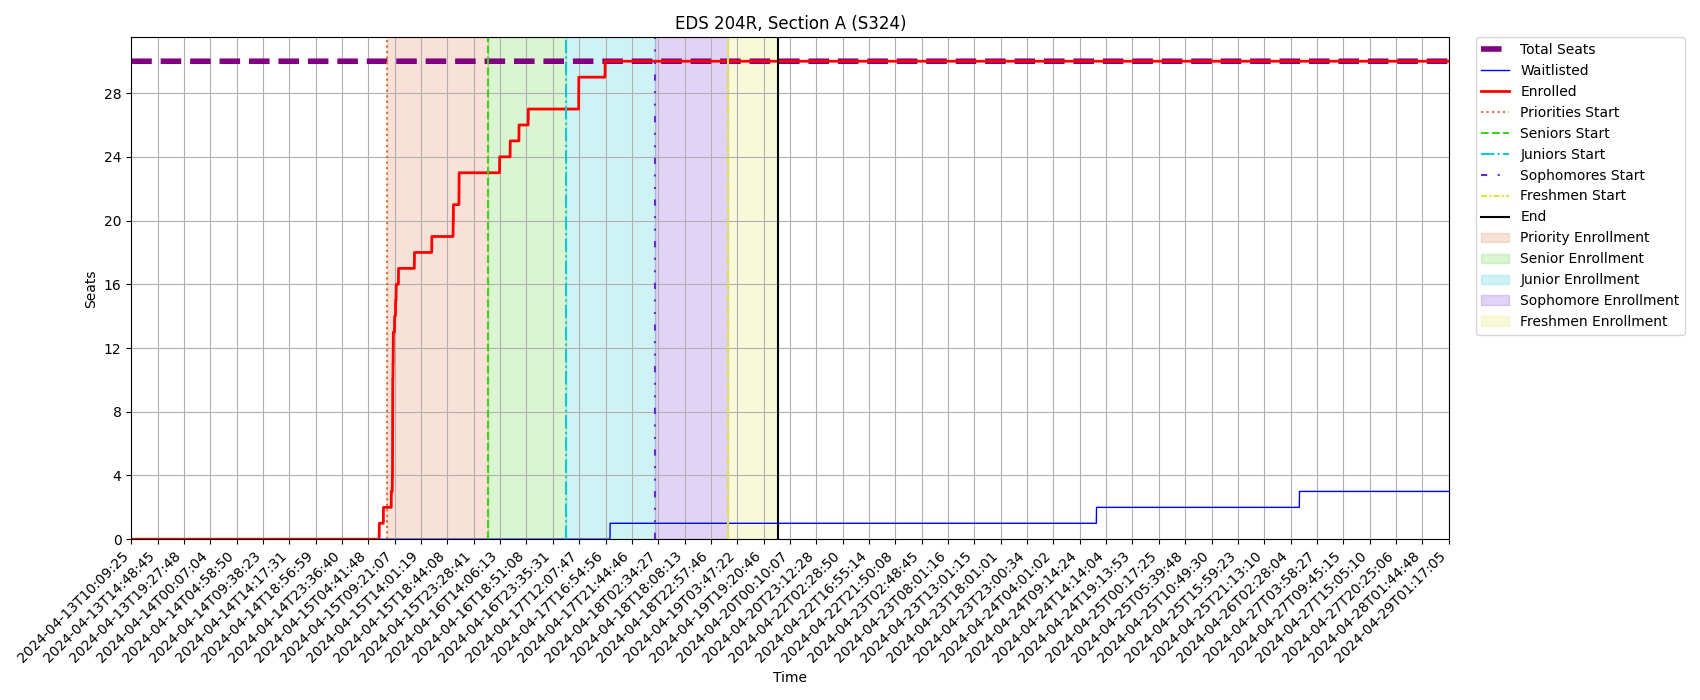 EDS 204R, Section A (S324)
Total Seats
Waitlisted
Enrolled
Priorities Start
Seniors Start
Juniors Start
Sophomores Start
Freshmen Start
End
Priority Enrollment
Senior Enrollment
Junior Enrollment
Sophomore Enrollment
Freshmen Enrollment
Seats
28
24
20
16
12
8
4
0
2024-04-13T10:09:25
2024-04-13T14:48:45
2024-04-13T19:27:48
2024-04-14T00:07:04
2024-04-14T04:58:50
2024-04-14T09:38:23
2024-04-14T14:17:31
2024-04-14T18:56:59
2024-04-14T23:36:40
2024-04-15T04:41:48
2024-04-15T09:21:07
2024-04-15T14:01:19
2024-04-15T18:44:08
2024-04-15T23:28:41
2024-04-16T14:06:13
2024-04-16T18:51:08
2024-04-16T23:35:31
2024-04-17T12:07:47
2024-04-17T16:54:56
2024-04-17T21:44:46
2024-04-18T02:34:27
2024-04-18T18:08:13
2024-04-18T22:57:46
2024-04-19T03:47:22
2024-04-19T19:20:46
2024-04-20T00:10:07
2024-04-20T23:12:28
2024-04-22T02:28:50
2024-04-22T16:55:14
2024-04-22T21:50:08
2024-04-23T02:48:45
2024-04-23T08:01:16
2024-04-23T13:01:15
2024-04-23T18:01:01
2024-04-23T23:00:34
2024-04-24T04:01:02
2024-04-24T09:14:24
2024-04-24T14:14:04
2024-04-24T19:13:53
2024-04-25T00:17:25
2024-04-25T05:39:48
2024-04-25T10:49:30
2024-04-25T15:59:23
2024-04-25T21:13:10
2024-04-26T02:28:04
2024-04-27T03:58:27
2024-04-27T09:45:15
2024-04-27T15:05:10
2024-04-27T20:25:06
2024-04-28T01:44:48
2024-04-29T01:17:05
Time